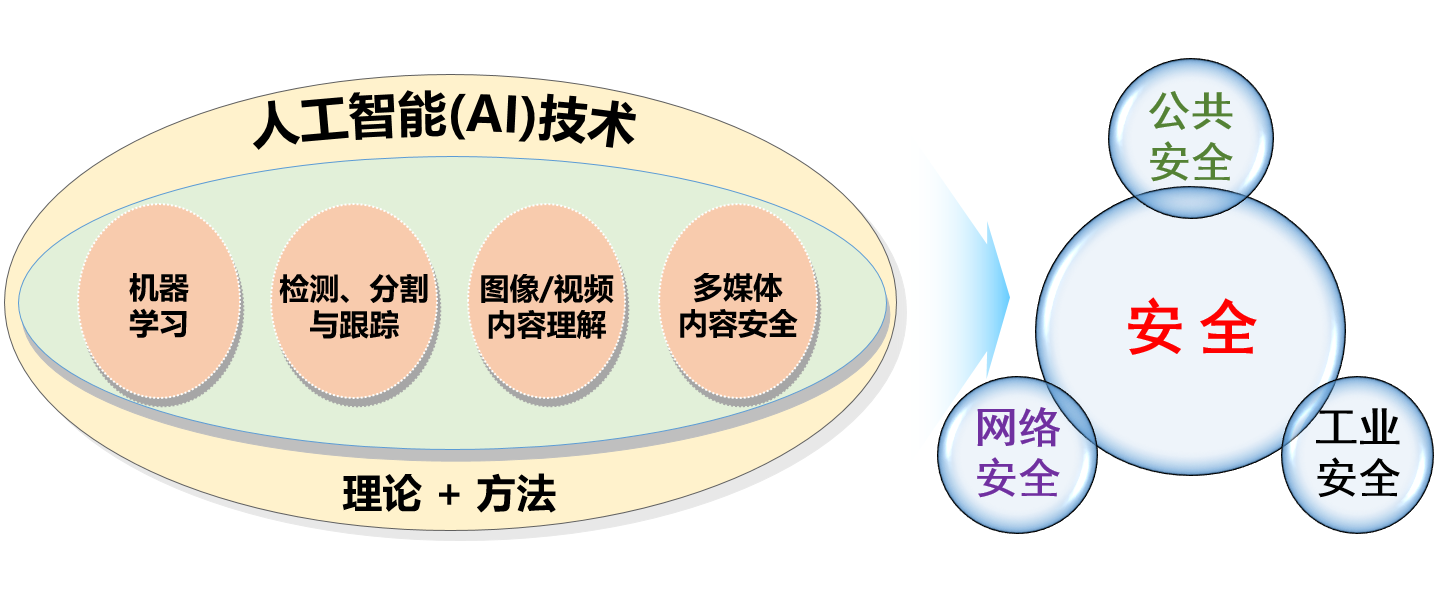 人工智能(AI)技术
机器
学习
检测、分割
与跟踪
图像/视频
内容理解
多媒体
内容安全
理论 + 方法
公共
安全
安 全
网络
安全
工业
安全